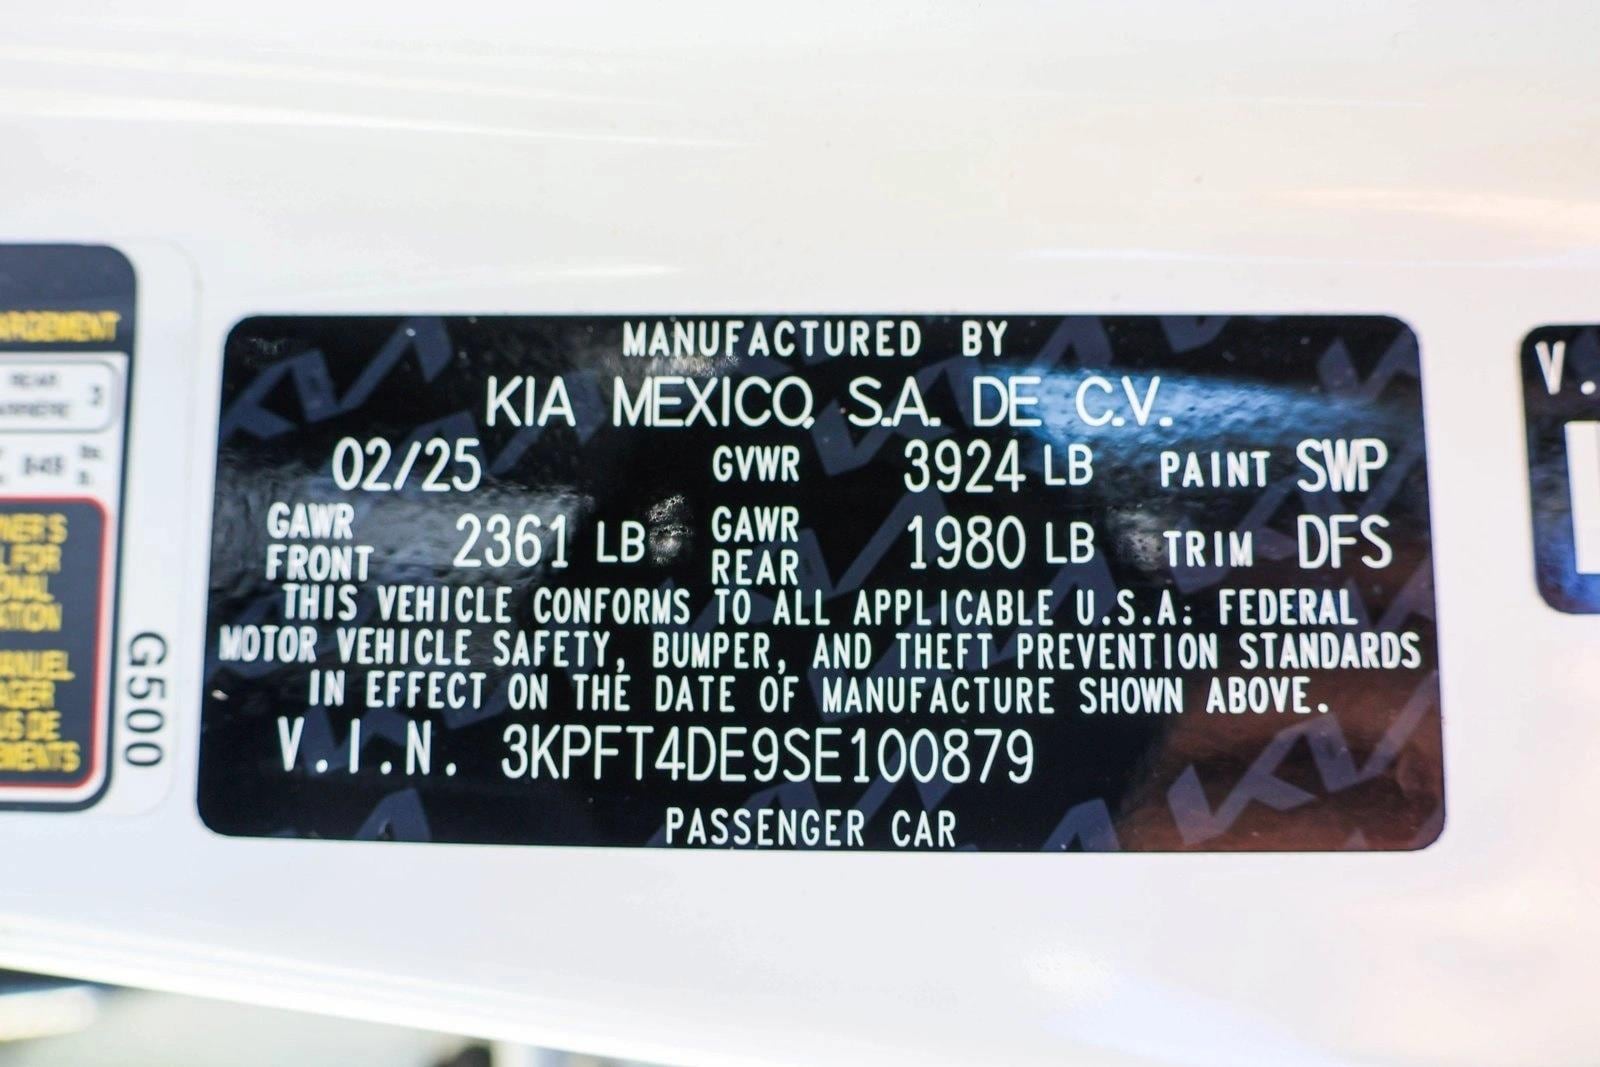 MANUFACTURED BY
KIA MEXICO, S.A. DE C.V.
02/25 GVWR 3924 LB PAINT SWP
GAWR FRONT 2361 LB GAWR REAR 1980 LB TRIM DFS
THIS VEHICLE CONFORMS TO ALL APPLICABLE U.S.A. FEDERAL
MOTOR VEHICLE SAFETY, BUMPER, AND THEFT PREVENTION STANDARDS
IN EFFECT ON THE DATE OF MANUFACTURE SHOWN ABOVE.
V.I.N. 3KPFT4DE9SE100879
PASSENGER CAR
REAR 3
G500
V.